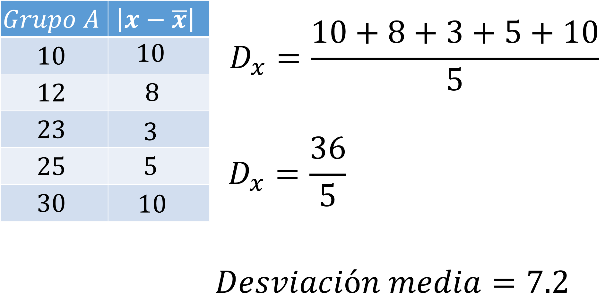 Grupo A |x − x̅|
10 10
12 8
23 3
25 5
30 10
Dₓ = (10 + 8 + 3 + 5 + 10)/5
Dₓ = 36/5
Desviación media = 7.2